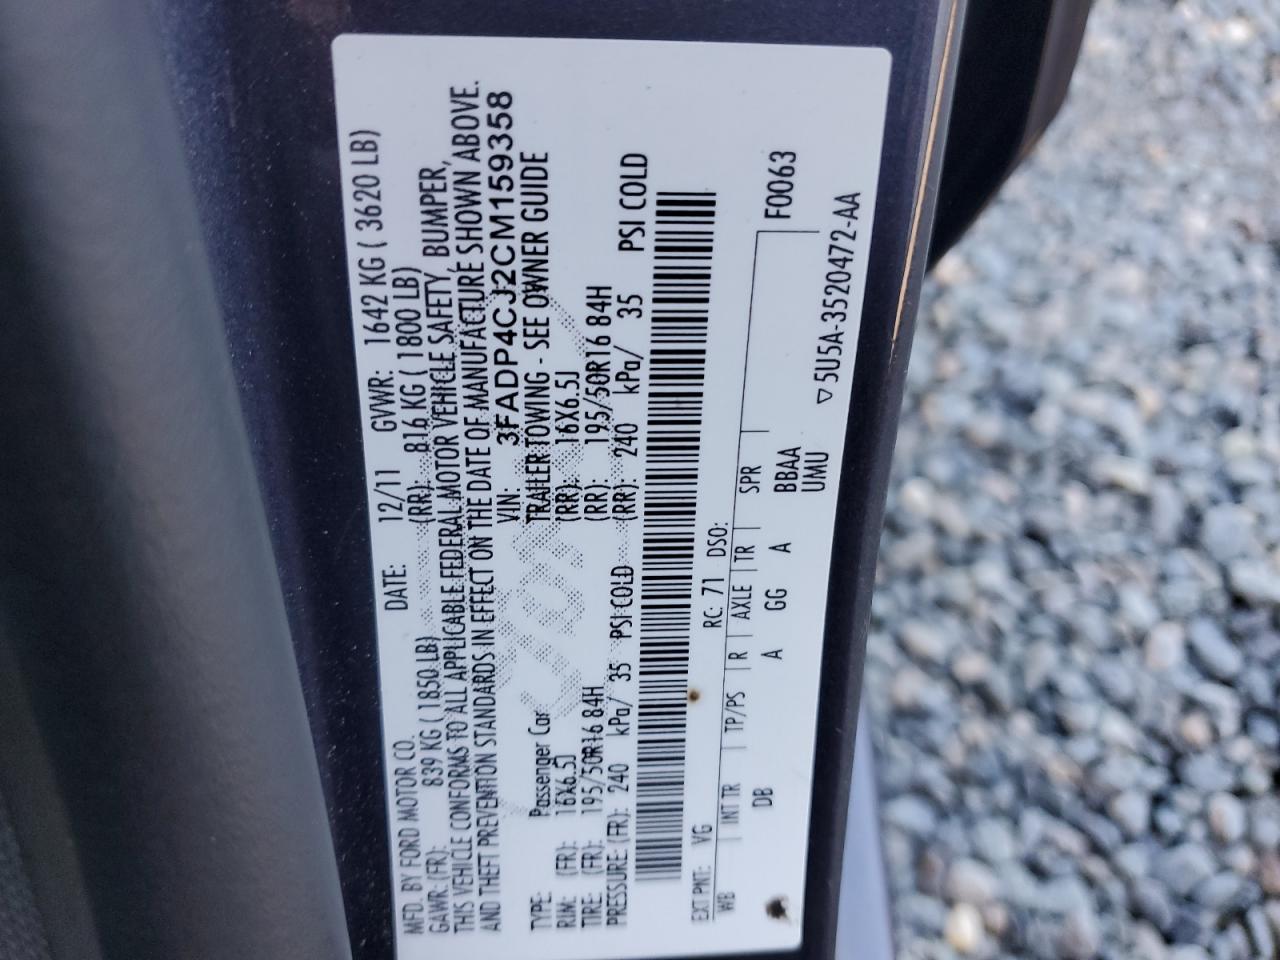 MFD. BY FORD MOTOR CO. DATE: 12/11 GVWR: 1642 KG ( 3620 LB)
GAWR: (FR): 839 KG ( 1850 LB) (RR): 816 KG ( 1800 LB)
THIS VEHICLE CONFORMS TO ALL APPLICABLE FEDERAL MOTOR VEHICLE SAFETY, BUMPER,
AND THEFT PREVENTION STANDARDS IN EFFECT ON THE DATE OF MANUFACTURE SHOWN ABOVE.
VIN: 3FADP4CJ2CM159358
TYPE: Passenger Car TRAILER TOWING - SEE OWNER GUIDE
RIM: (FR): 16X6.5J (RR): 16X6.5J
TIRE: (FR): 195/50R16 84H (RR): 195/50R16 84H
PRESSURE: (FR): 240 kPa/ 35 PSI COLD (RR): 240 kPa/ 35 PSI COLD
EXT PNT: VG RC: 71 DSO:
WB INT TR TP/PS R AXLE TR SPR F0063
DB A GG A BBAA
UMU
▽5U5A-3520472-AA